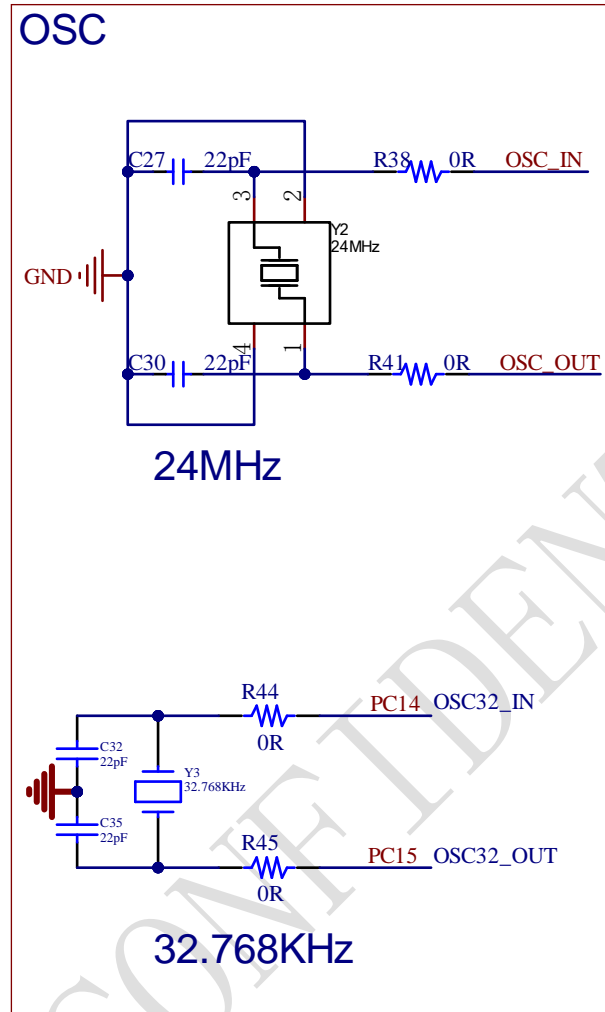 OSC
C27 22pF R38 0R OSC_IN
3 2
Y2
24MHz
GND
4 1
C30 22pF R41 0R OSC_OUT
24MHz
R44
PC14 OSC32_IN
0R
C32
22pF
Y3
32.768KHz
C35
22pF
R45
PC15 OSC32_OUT
0R
32.768KHz
CONFIDENT